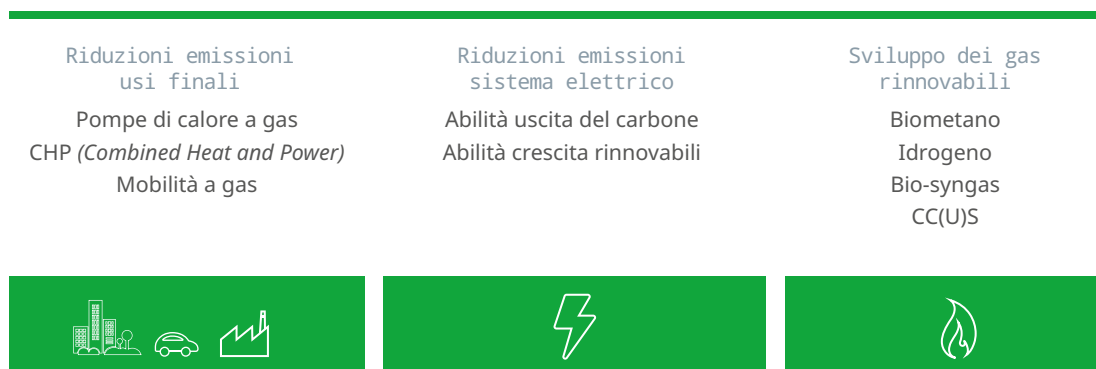 Riduzioni emissioni
usi finali
Pompe di calore a gas
CHP (Combined Heat and Power)
Mobilità a gas
Riduzioni emissioni
sistema elettrico
Abilità uscita del carbone
Abilità crescita rinnovabili
Sviluppo dei gas
rinnovabili
Biometano
Idrogeno
Bio-syngas
CC(U)S